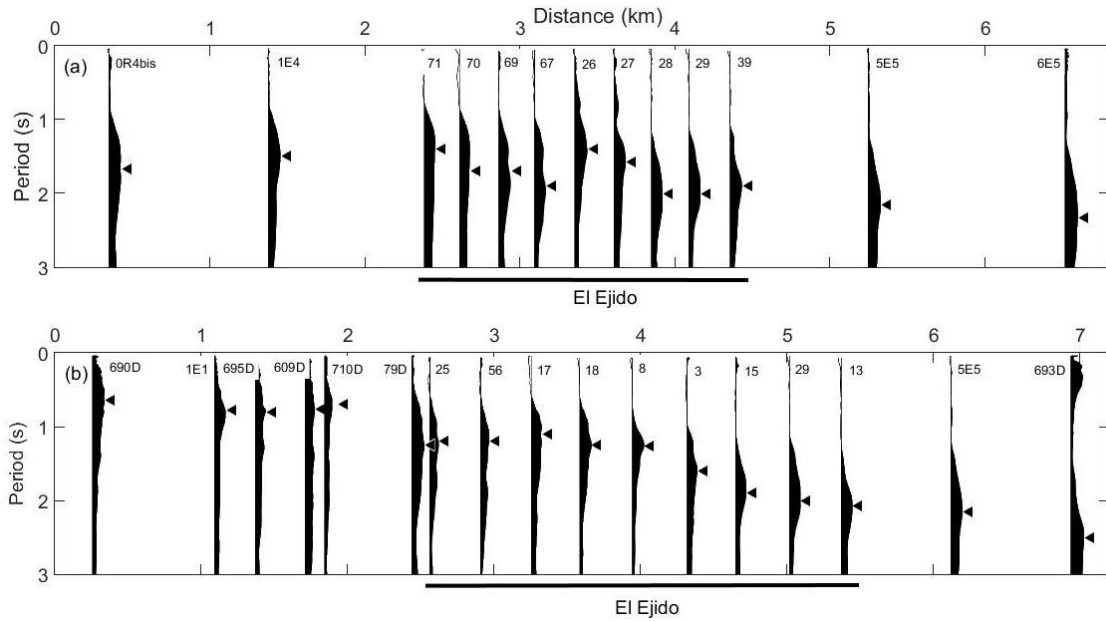 Distance (km)
0 1 2 3 4 5 6
0
(a)
0R4bis 1E4 71 70 69 67 26 27 28 29 39 5E5 6E5
1
Period (s)
2
3
El Ejido
0 1 2 3 4 5 6 7
0
(b)
690D 1E1 695D 609D 710D 79D 25 56 17 18 8 3 15 29 13 5E5 693D
1
Period (s)
2
3
El Ejido